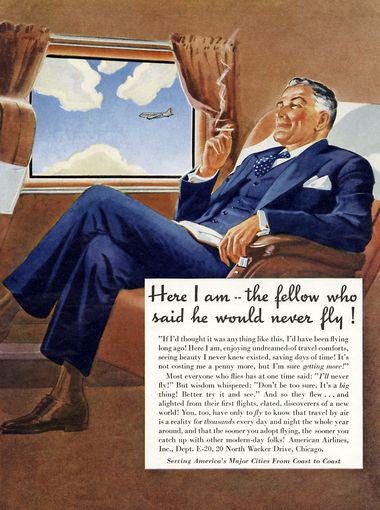 Here I am -- the fellow who
said he would never fly !
"If I'd thought it was anything like this, I'd have been flying
long ago! Here I am, enjoying undreamed-of travel comforts,
seeing beauty I never knew existed, saving days of time! It's
not costing me a penny more, but I'm sure getting more!"
Most everyone who flies has at one time said: "I'll never
fly!" But wisdom whispered: "Don't be too sure. It's a big
thing! Better try it and see." And so they flew . . . and
alighted from their first flights, elated, discoverers of a new
world! You, too, have only to fly to know that travel by air
is a reality for thousands every day and night the whole year
around, and that the sooner you adopt flying, the sooner you
catch up with other modern-day folks! American Airlines,
Inc., Dept. E-20, 20 North Wacker Drive, Chicago.
Serving America's Major Cities From Coast to Coast